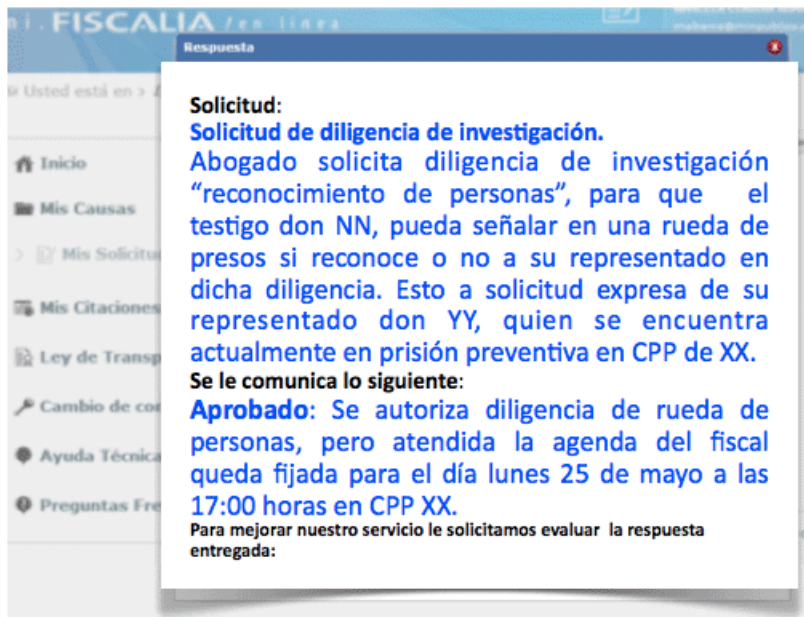 mi.FISCALIA /en linea
Respuesta
Usted está en >
Inicio
Mis Causas
> Mis Solicitu
Mis Citaciones
Ley de Transp
Cambio de con
Ayuda Técnica
Preguntas Fre
Solicitud:
Solicitud de diligencia de investigación.
Abogado solicita diligencia de investigación
“reconocimiento de personas”, para que el
testigo don NN, pueda señalar en una rueda de
presos si reconoce o no a su representado en
dicha diligencia. Esto a solicitud expresa de su
representado don YY, quien se encuentra
actualmente en prisión preventiva en CPP de XX.
Se le comunica lo siguiente:
Aprobado: Se autoriza diligencia de rueda de
personas, pero atendida la agenda del fiscal
queda fijada para el día lunes 25 de mayo a las
17:00 horas en CPP XX.
Para mejorar nuestro servicio le solicitamos evaluar la respuesta
entregada: